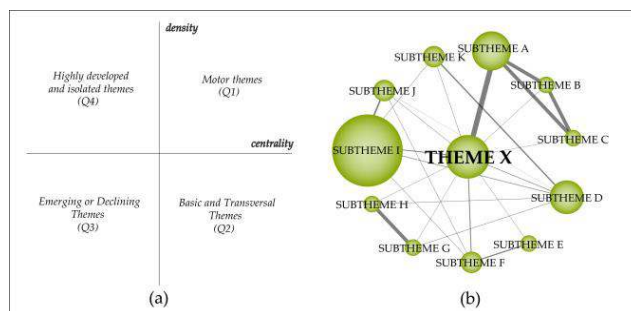 density
Highly developed
and isolated themes
(Q4)
Motor themes
(Q1)
centrality
Emerging or Declining
Themes
(Q3)
Basic and Transversal
Themes
(Q2)
(a)
SUBTHEME A
SUBTHEME K
SUBTHEME B
SUBTHEME J
SUBTHEME C
SUBTHEME I
THEME X
SUBTHEME D
SUBTHEME H
SUBTHEME G
SUBTHEME E
SUBTHEME F
(b)